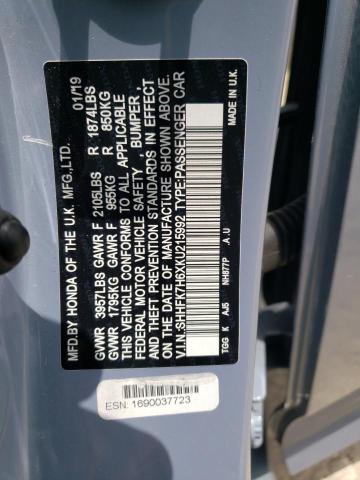 MFD.BY HONDA OF THE U.K. MFG.,LTD. 01/19
GVWR 3957LBS GAWR F 2105LBS R 1874LBS
GVWR 1795KG GAWR F 955KG R 850KG
THIS VEHICLE CONFORMS TO ALL APPLICABLE
FEDERAL MOTOR VEHICLE SAFETY , BUMPER ,
AND THEFT PREVENTION STANDARDS IN EFFECT
ON THE DATE OF MANUFACTURE SHOWN ABOVE.
V.I.N.:SHHFK7H6XKU215992 TYPE:PASSENGER CAR
TGG K AJ5 NH877P A.U MADE IN U.K.
ESN: 1690037723